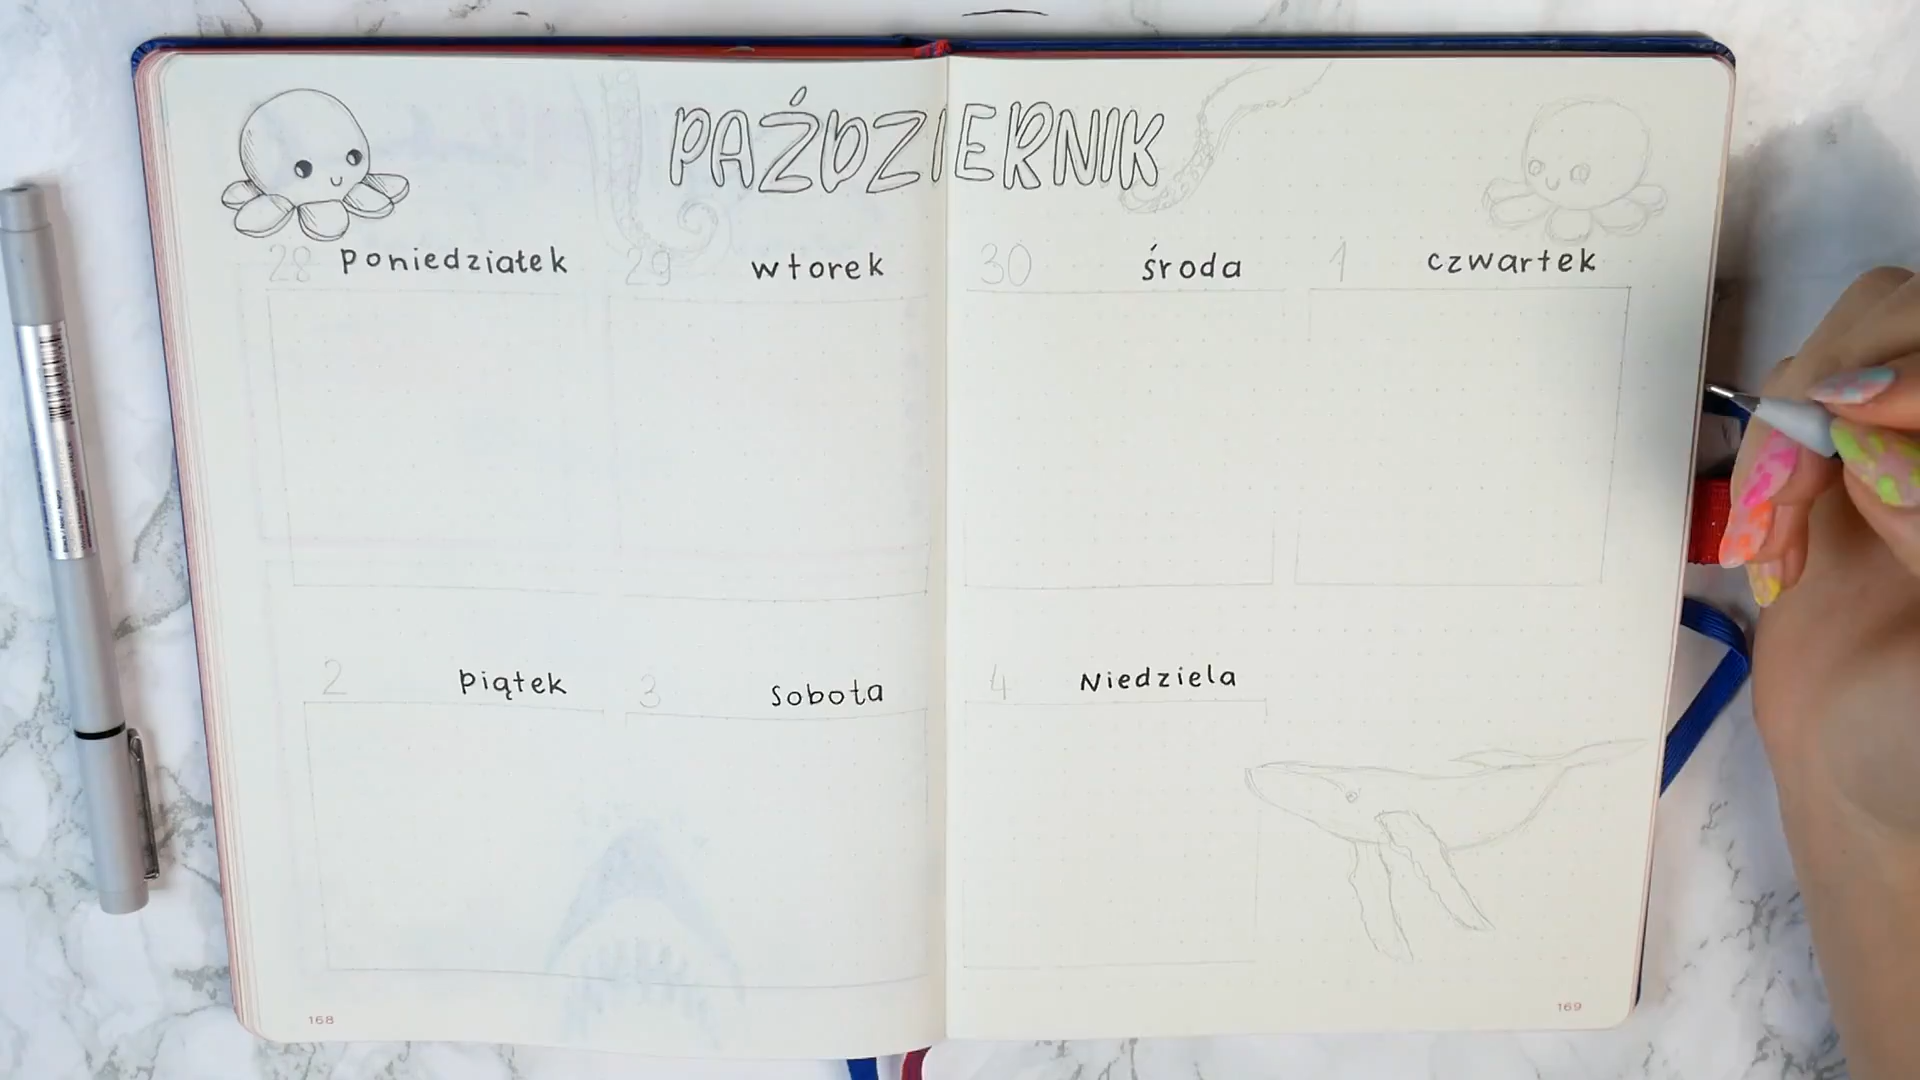 PAŹDZIERNIK
28 poniedziałek 29 wtorek 30 środa 1 czwartek
2 piątek 3 sobota 4 Niedziela
168 169